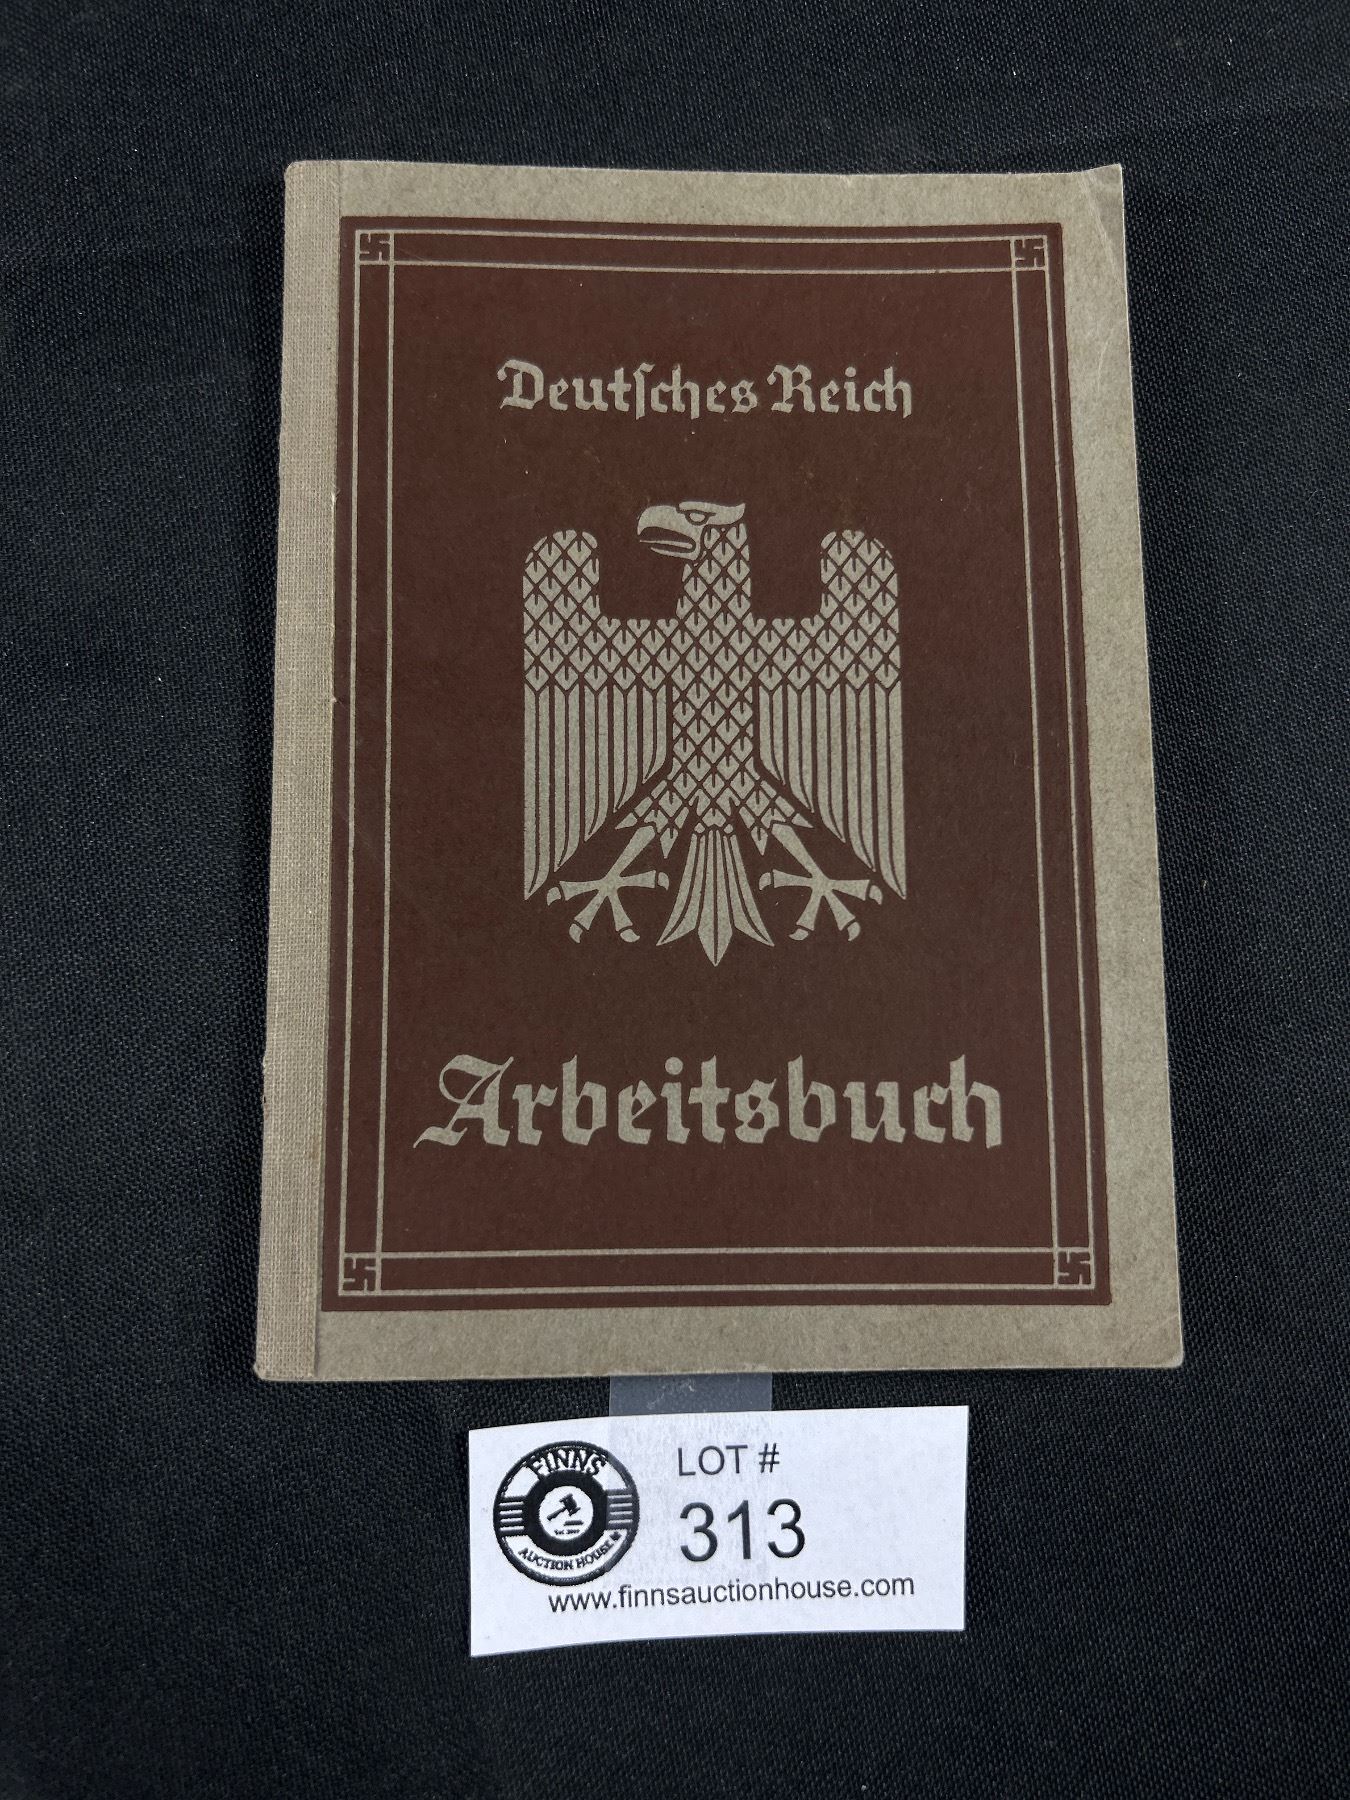 Deutſches Reich
Arbeitsbuch
FINNS
AUCTION HOUSE
LOT #
313
www.finnsauctionhouse.com